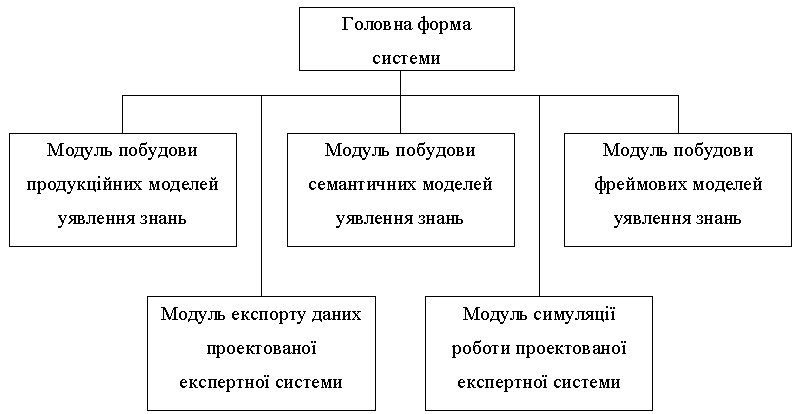 Головна форма
системи
Модуль побудови
продукційних моделей
уявлення знань
Модуль побудови
семантичних моделей
уявлення знань
Модуль побудови
фреймових моделей
уявлення знань
Модуль експорту даних
проектованої
експертної системи
Модуль симуляції
роботи проектованої
експертної системи